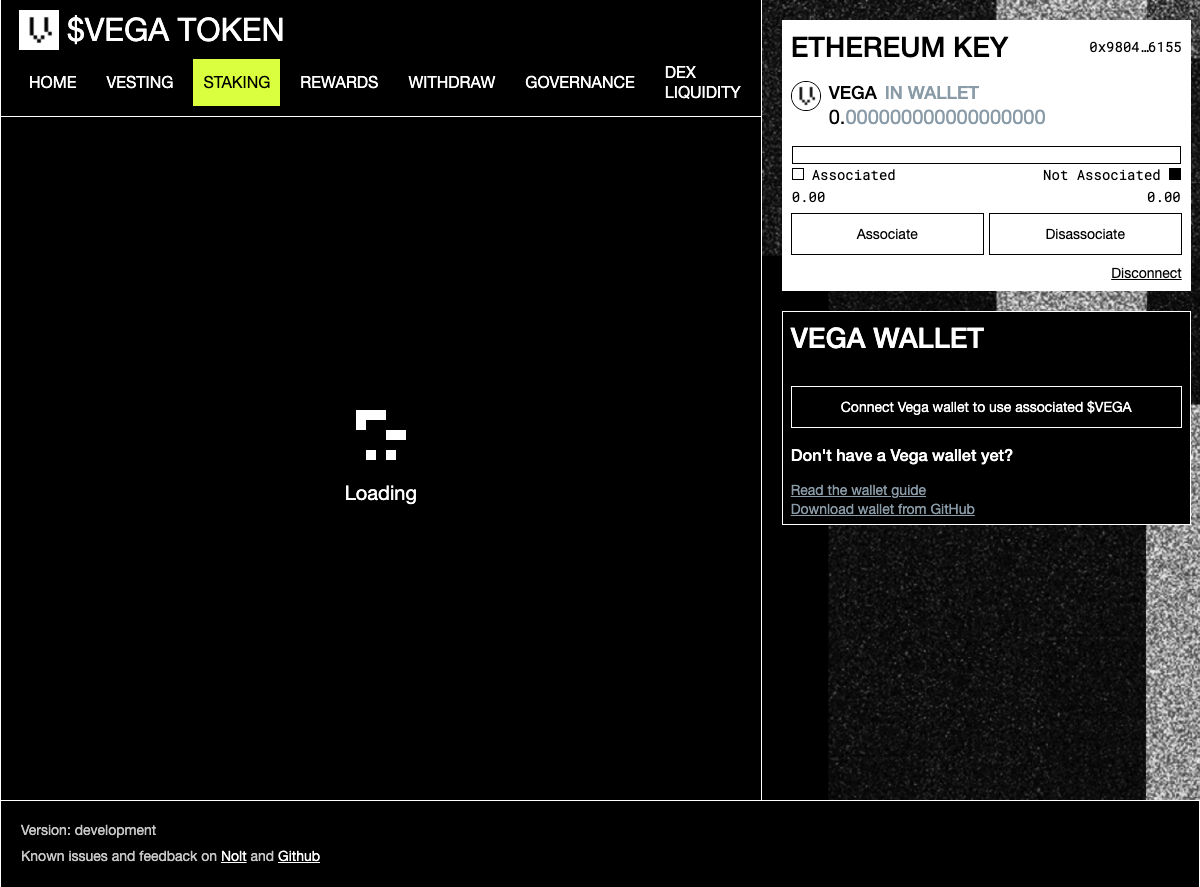 $VEGA TOKEN
HOME VESTING STAKING REWARDS WITHDRAW GOVERNANCE DEX
LIQUIDITY
Loading
ETHEREUM KEY 0x9804…6155
VEGA IN WALLET
0.000000000000000000
Associated Not Associated
0.00 0.00
Associate Disassociate
Disconnect
VEGA WALLET
Connect Vega wallet to use associated $VEGA
Don't have a Vega wallet yet?
Read the wallet guide
Download wallet from GitHub
Version: development
Known issues and feedback on Nolt and Github